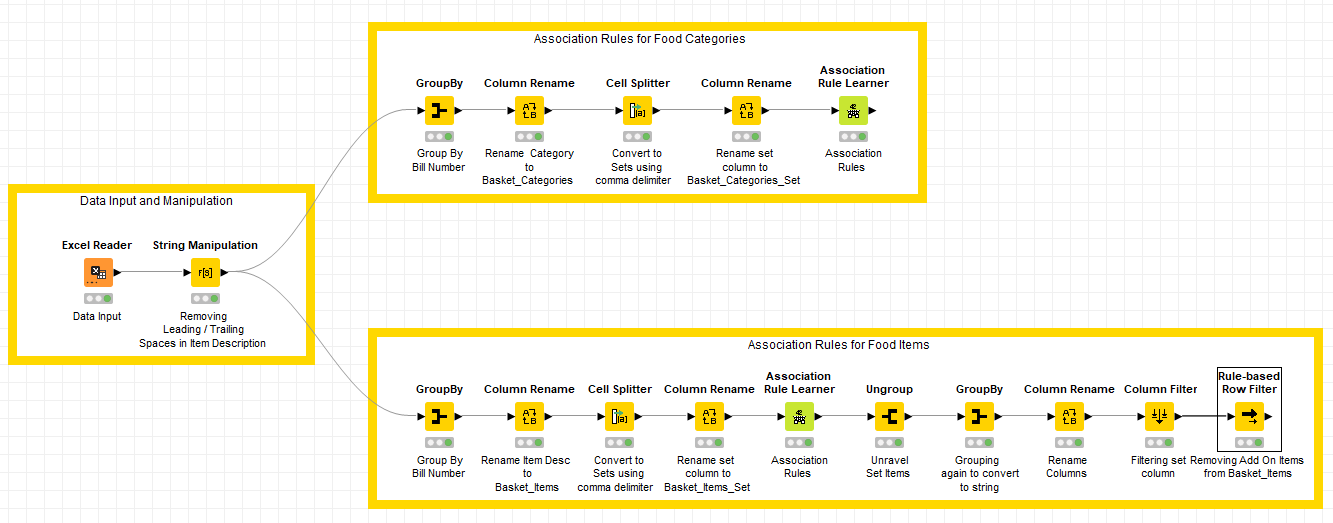 Association Rules for Food Categories
GroupBy
Column Rename
Cell Splitter
Column Rename
Association
Rule Learner
Group By
Bill Number
Rename  Category
to
Basket_Categories
Convert to
Sets using
comma delimiter
Rename set
column to
Basket_Categories_Set
Association
Rules
Data Input and Manipulation
Excel Reader
String Manipulation
Data Input
Removing
Leading / Trailing
Spaces in Item Description
Association Rules for Food Items
GroupBy
Column Rename
Cell Splitter
Column Rename
Association
Rule Learner
Ungroup
GroupBy
Column Rename
Column Filter
Rule-based
Row Filter
Group By
Bill Number
Rename Item Desc
to
Basket_Items
Convert to
Sets using
comma delimiter
Rename set
column to
Basket_Items_Set
Association
Rules
Unravel
Set Items
Grouping
again to convert
to string
Rename
Columns
Filtering set
column
Removing Add On Items
from Basket_Items